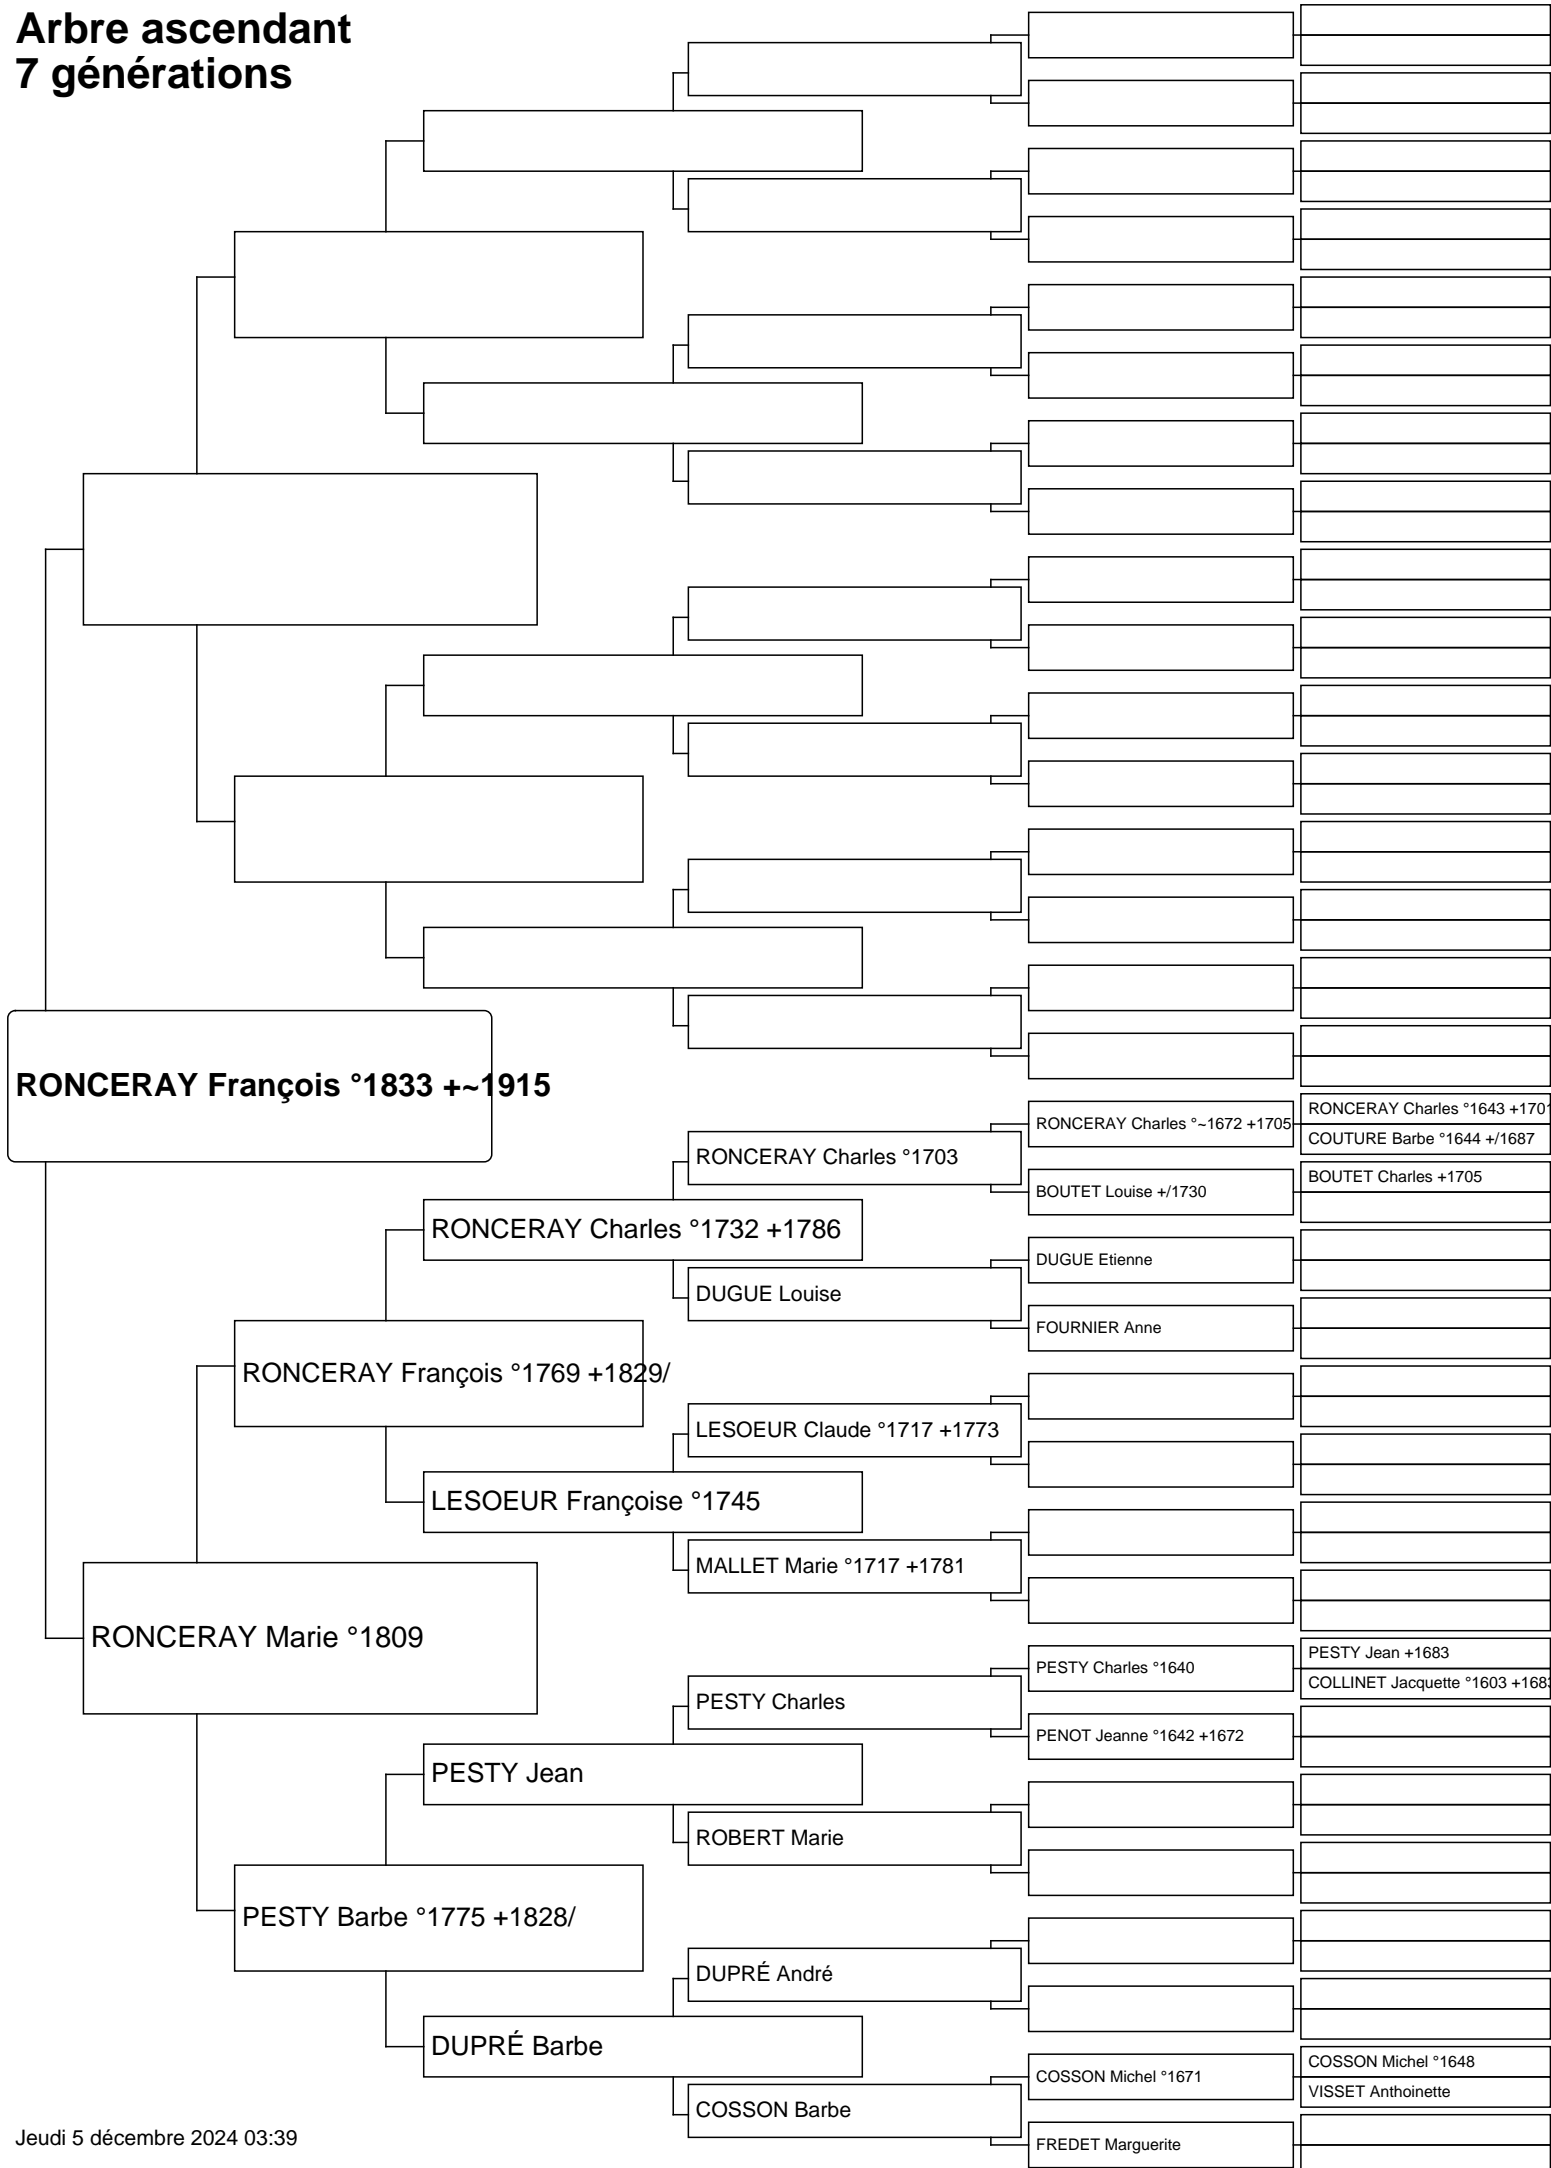 Arbre ascendant
7 générations
RONCERAY François °1833 +~1915
RONCERAY Charles °~1672 +1705
RONCERAY Charles °1643 +1701
COUTURE Barbe °1644 +/1687
RONCERAY Charles °1703
BOUTET Louise +/1730
BOUTET Charles +1705
RONCERAY Charles °1732 +1786
DUGUE Etienne
DUGUE Louise
FOURNIER Anne
RONCERAY François °1769 +1829/
LESOEUR Claude °1717 +1773
LESOEUR Françoise °1745
MALLET Marie °1717 +1781
RONCERAY Marie °1809
PESTY Charles °1640
PESTY Jean +1683
COLLINET Jacquette °1603 +1683
PESTY Charles
PENOT Jeanne °1642 +1672
PESTY Jean
ROBERT Marie
PESTY Barbe °1775 +1828/
DUPRÉ André
DUPRÉ Barbe
COSSON Michel °1671
COSSON Michel °1648
VISSET Anthoinette
COSSON Barbe
FREDET Marguerite
Jeudi 5 décembre 2024 03:39